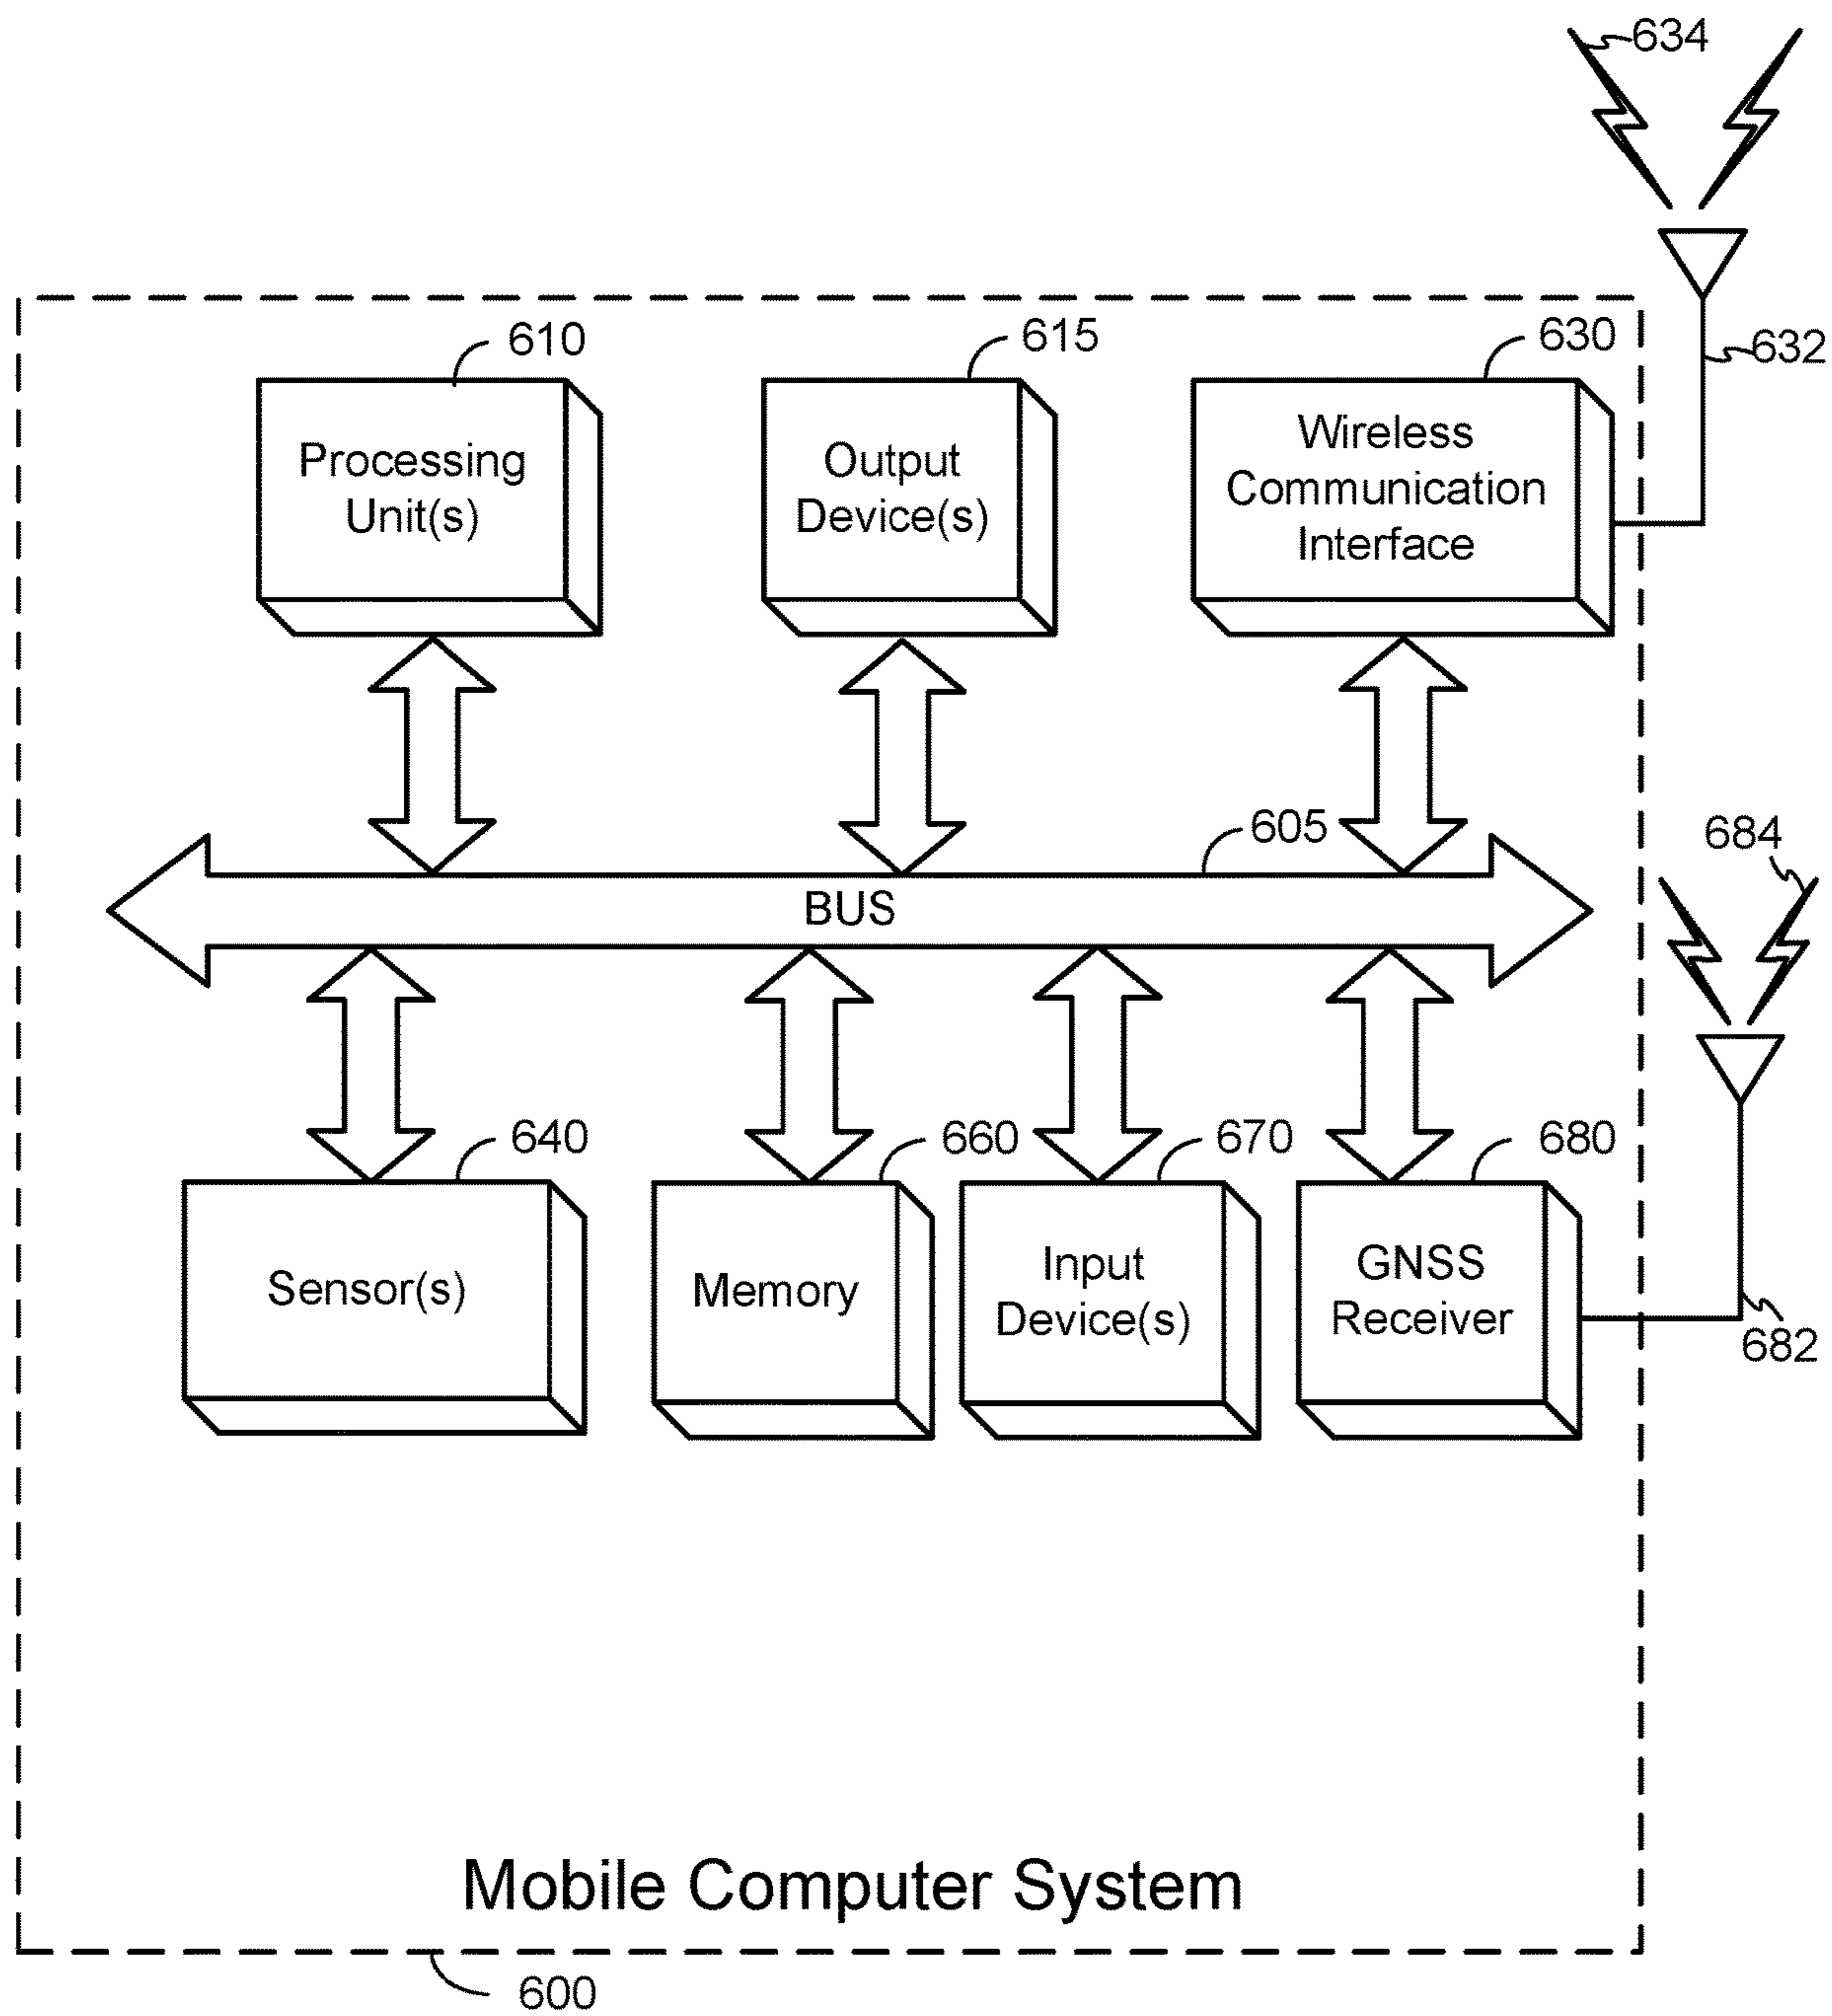 634
610
615
630
632
Processing
Unit(s)
Output
Device(s)
Wireless
Communication
Interface
605
684
BUS
640
660
670
680
Sensor(s)
Memory
Input
Device(s)
GNSS
Receiver
682
Mobile Computer System
600